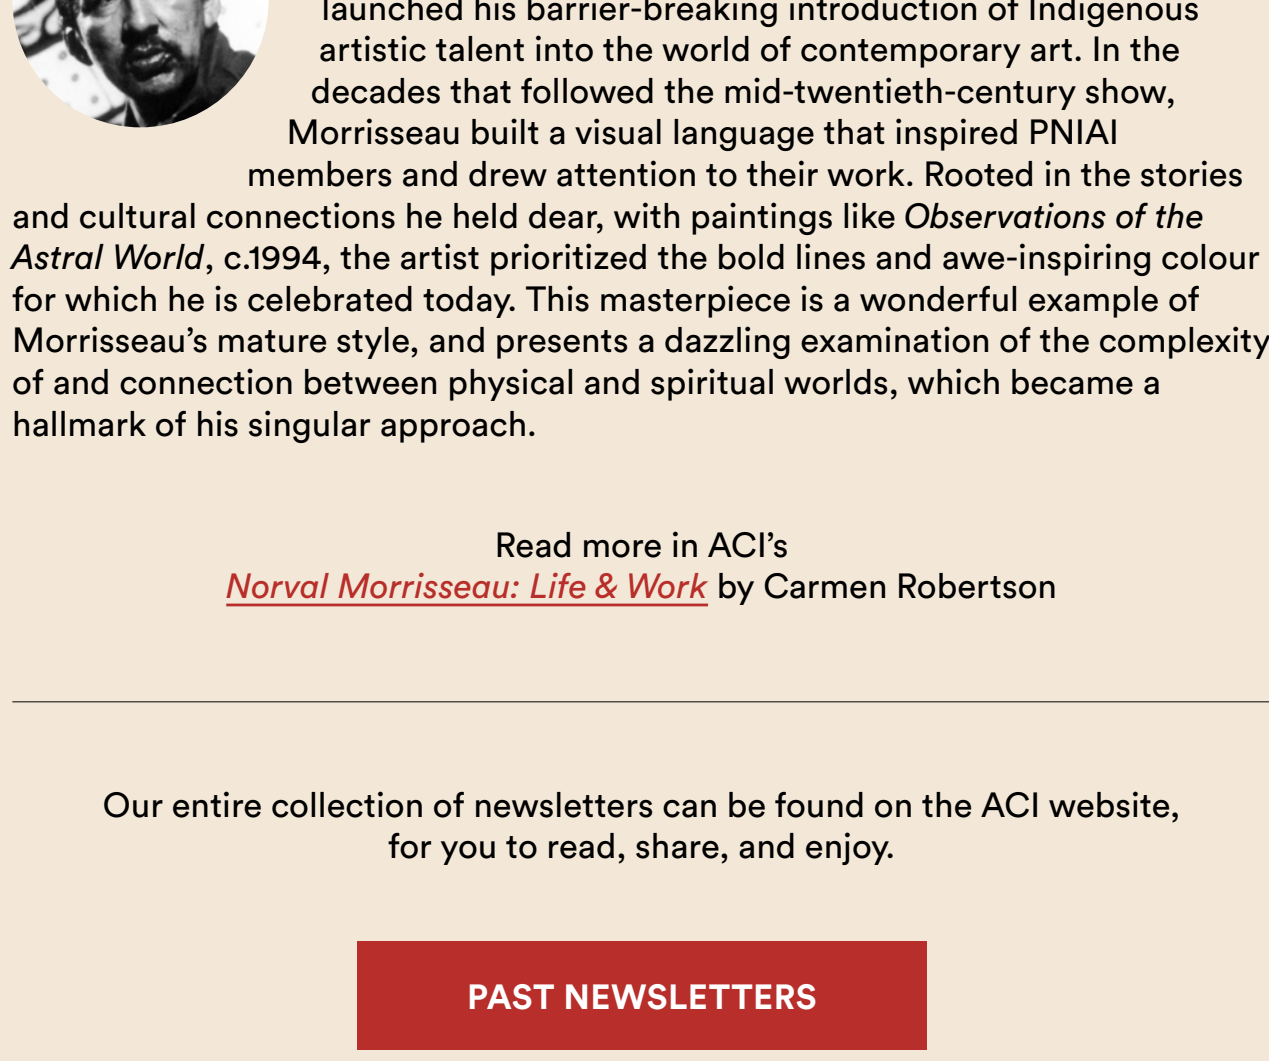 launched his barrier-breaking introduction of Indigenous
artistic talent into the world of contemporary art. In the
decades that followed the mid-twentieth-century show,
Morrisseau built a visual language that inspired PNIAI
members and drew attention to their work. Rooted in the stories
and cultural connections he held dear, with paintings like Observations of the
Astral World, c.1994, the artist prioritized the bold lines and awe-inspiring colour
for which he is celebrated today. This masterpiece is a wonderful example of
Morrisseau’s mature style, and presents a dazzling examination of the complexity
of and connection between physical and spiritual worlds, which became a
hallmark of his singular approach.
Read more in ACI’s
Norval Morrisseau: Life & Work by Carmen Robertson
Our entire collection of newsletters can be found on the ACI website,
for you to read, share, and enjoy.
PAST NEWSLETTERS